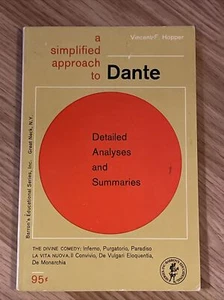 Vincent F. Hopper
a
simplified
approach
to Dante
Barron's Educational Series, Inc. Great Neck, N.Y.
Detailed
Analyses
and
Summaries
THE DIVINE COMEDY: Inferno, Purgatorio, Paradiso
LA VITA NUOVA, Il Convivio, De Vulgari Eloquentia,
De Monarchia
95¢